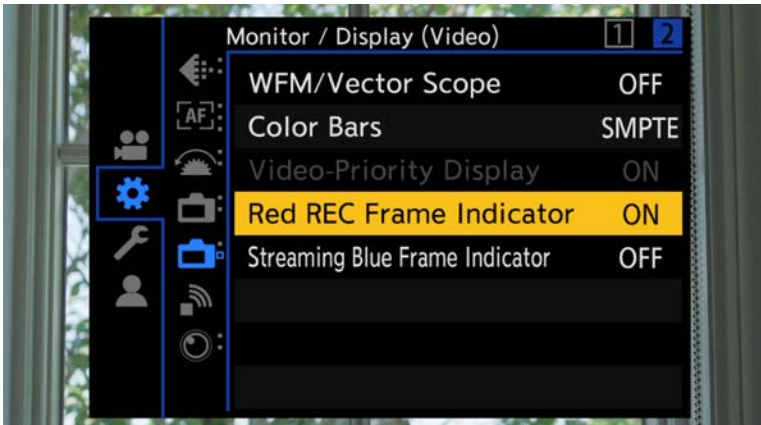 Monitor / Display (Video) 1 2
WFM/Vector Scope OFF
AF
Color Bars SMPTE
Video-Priority Display ON
Red REC Frame Indicator ON
Streaming Blue Frame Indicator OFF